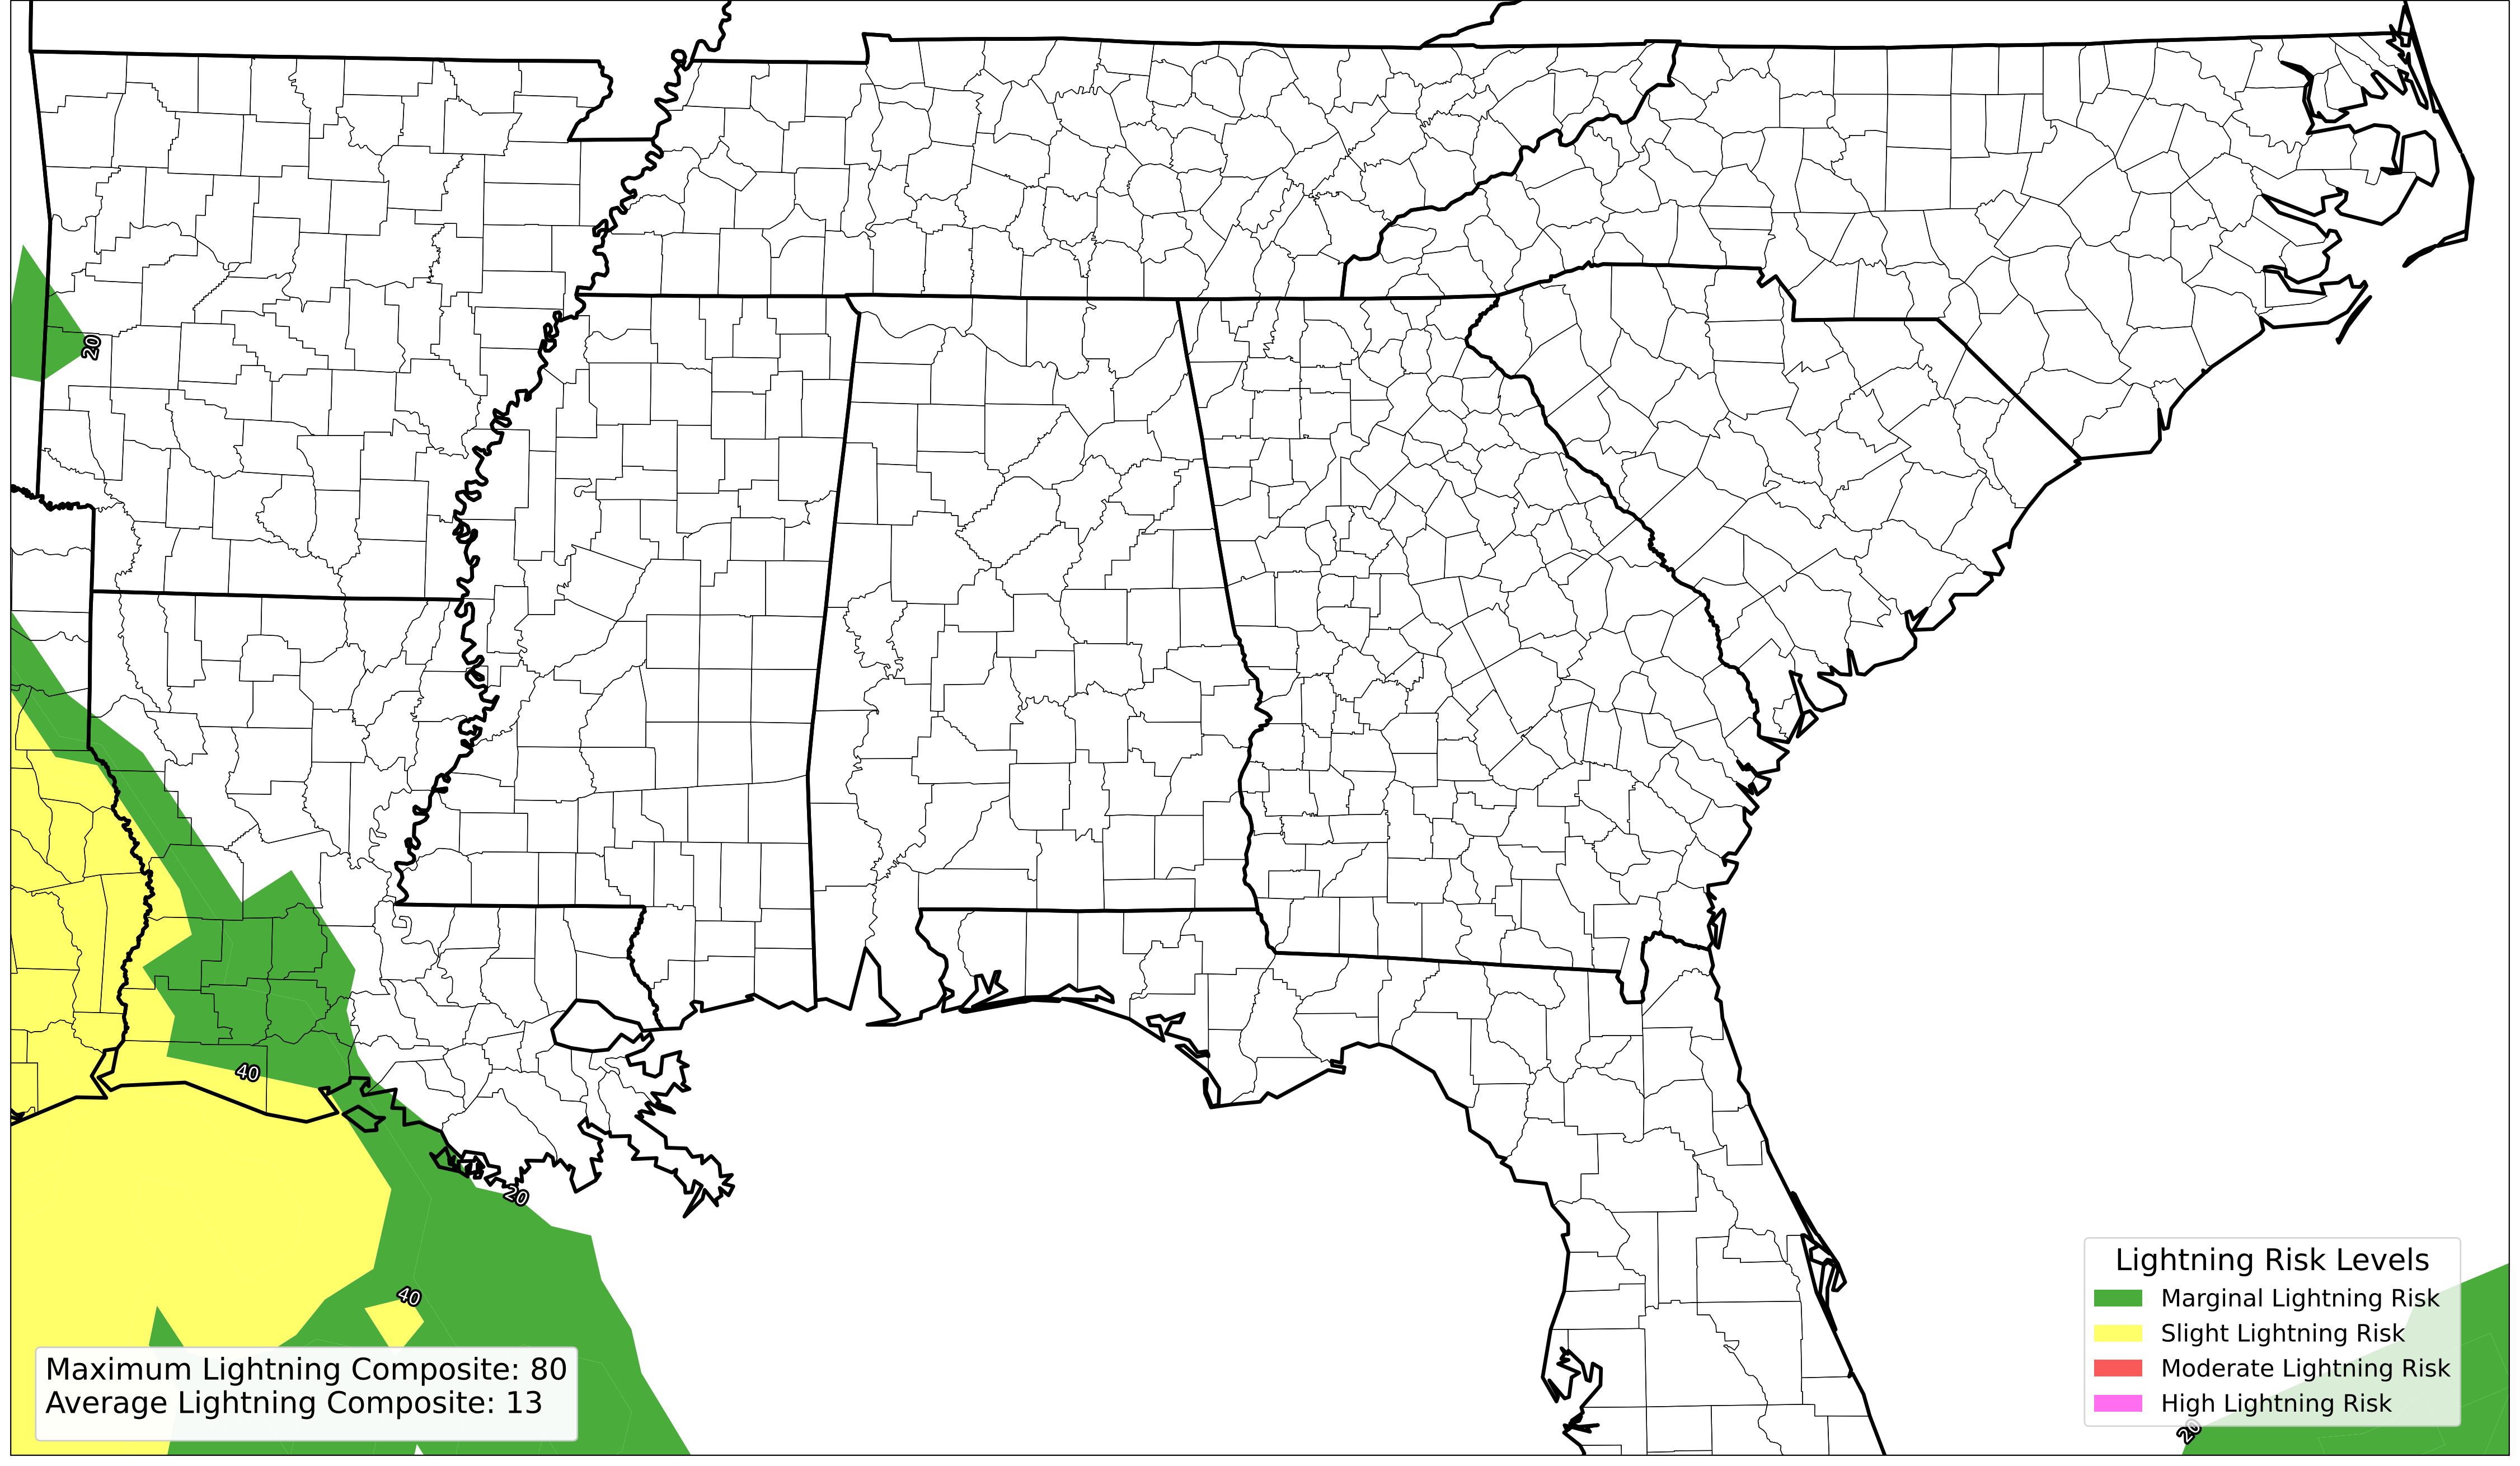 20
40
20
40
Maximum Lightning Composite: 80
Average Lightning Composite: 13
Lightning Risk Levels
Marginal Lightning Risk
Slight Lightning Risk
Moderate Lightning Risk
High Lightning Risk
20